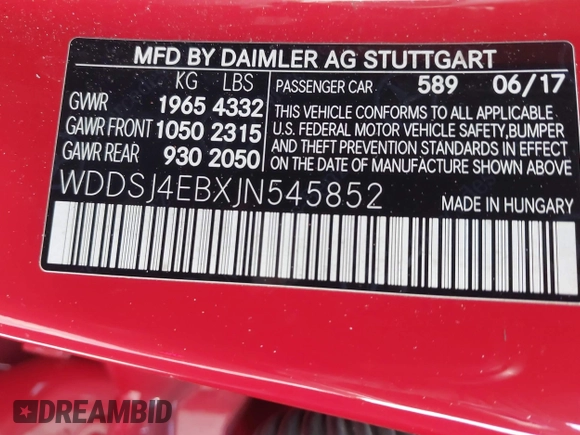 MFD BY DAIMLER AG STUTTGART
KG LBS
PASSENGER CAR 589 06/17
GVWR 1965 4332
GAWR FRONT 1050 2315
GAWR REAR 930 2050
THIS VEHICLE CONFORMS TO ALL APPLICABLE
U.S. FEDERAL MOTOR VEHICLE SAFETY, BUMPER
AND THEFT PREVENTION STANDARDS IN EFFECT
ON THE DATE OF MANUFACTURE SHOWN ABOVE
WDDSJ4EBXJN545852
MADE IN HUNGARY
DREAMBID